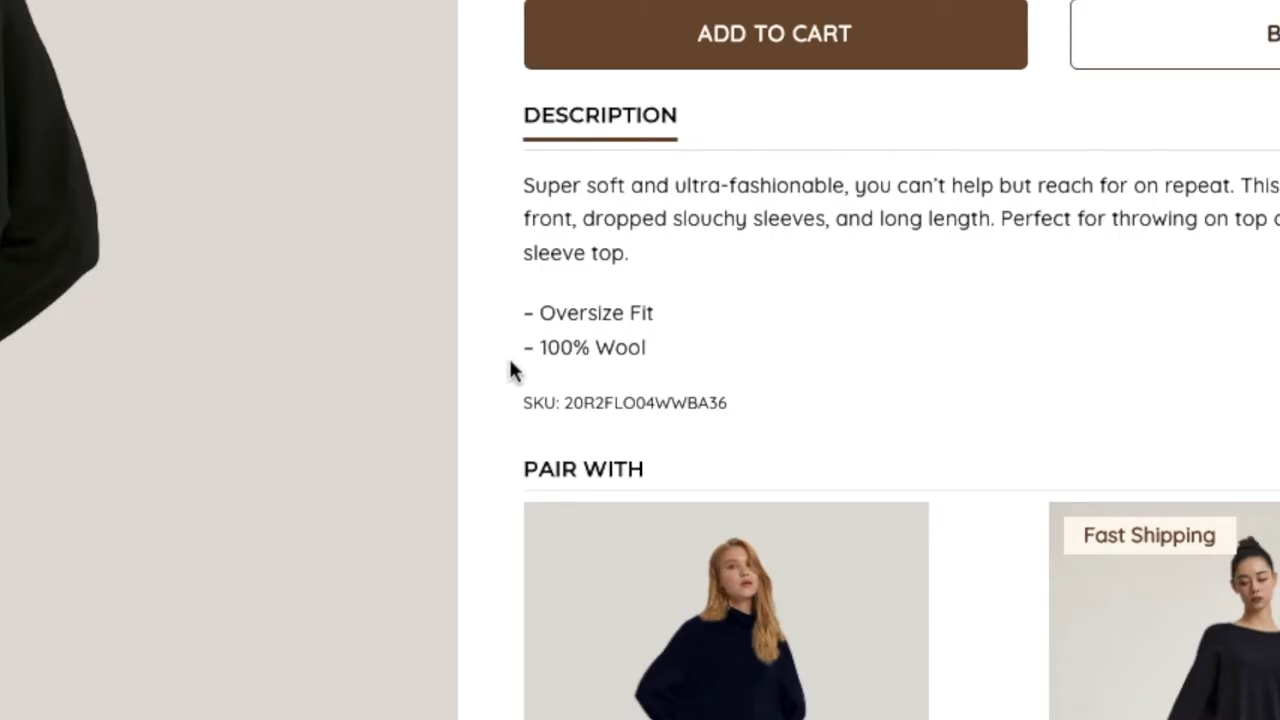 ADD TO CART
DESCRIPTION
Super soft and ultra-fashionable, you can't help but reach for on repeat. This
front, dropped slouchy sleeves, and long length. Perfect for throwing on top
sleeve top.
– Oversize Fit
– 100% Wool
SKU: 20R2FLO04WWBA36
PAIR WITH
Fast Shipping